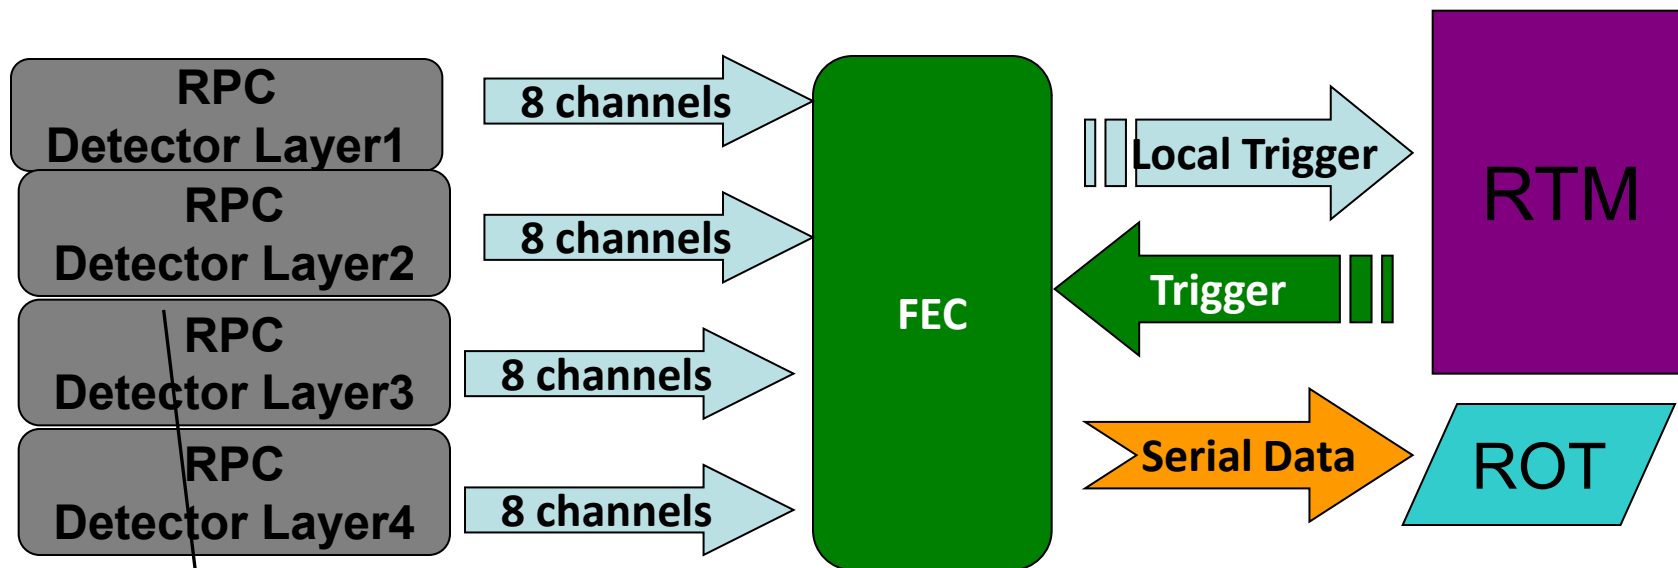 RPC
Detector Layer1
8 channels
RPC
Detector Layer2
8 channels
RPC
Detector Layer3
8 channels
RPC
Detector Layer4
8 channels
FEC
Local Trigger
Trigger
Serial Data
RTM
ROT